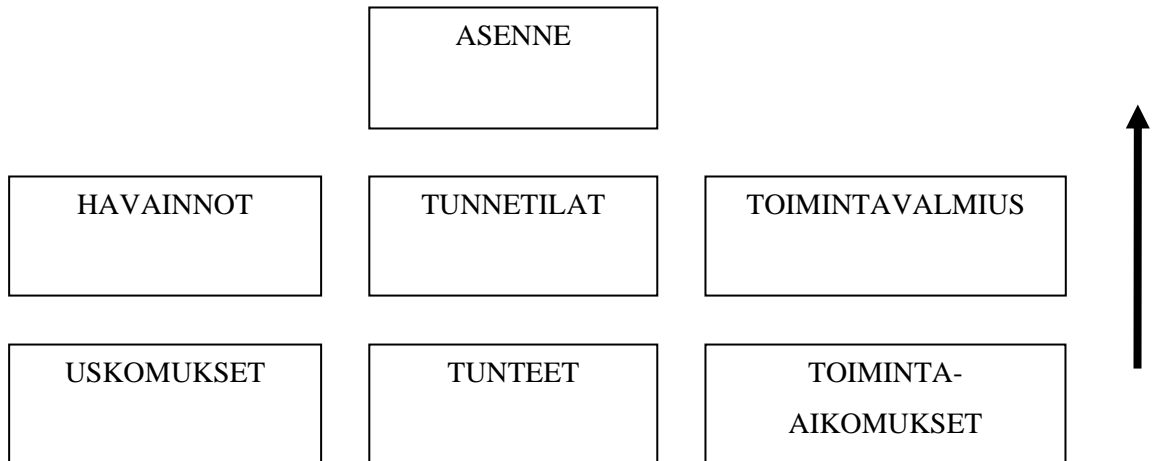 ASENNE
HAVAINNOT
TUNNETILAT
TOIMINTAVALMIUS
USKOMUKSET
TUNTEET
TOIMINTA-
AIKOMUKSET